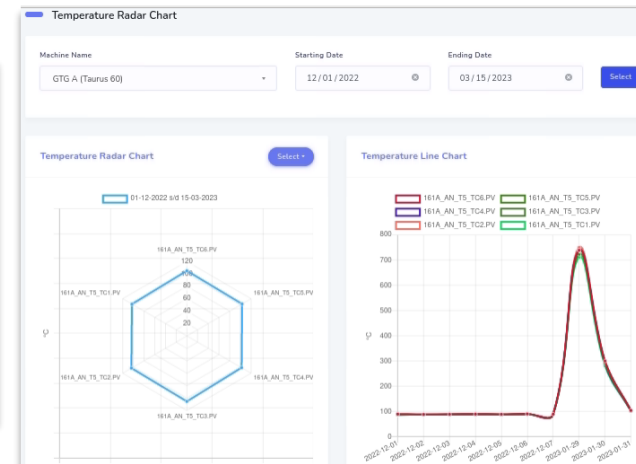 Temperature Radar Chart
Machine Name
Starting Date
Ending Date
GTG A (Taurus 60)
12/01/2022
03/15/2023
Select
Temperature Radar Chart
Select
Temperature Line Chart
01-12-2022 s/d 15-03-2023
161A_AN_T5_TC6.PV
120
100
80
60
40
20
161A_AN_T5_TC1.PV
161A_AN_T5_TC5.PV
°C
161A_AN_T5_TC2.PV
161A_AN_T5_TC4.PV
161A_AN_T5_TC3.PV
161A_AN_T5_TC6.PV
161A_AN_T5_TC5.PV
161A_AN_T5_TC4.PV
161A_AN_T5_TC3.PV
161A_AN_T5_TC2.PV
161A_AN_T5_TC1.PV
800
700
600
500
400
300
200
100
0
°C
2022-12-01
2022-12-02
2022-12-03
2022-12-04
2022-12-05
2022-12-06
2022-12-07
2023-01-29
2023-01-30
2023-01-31